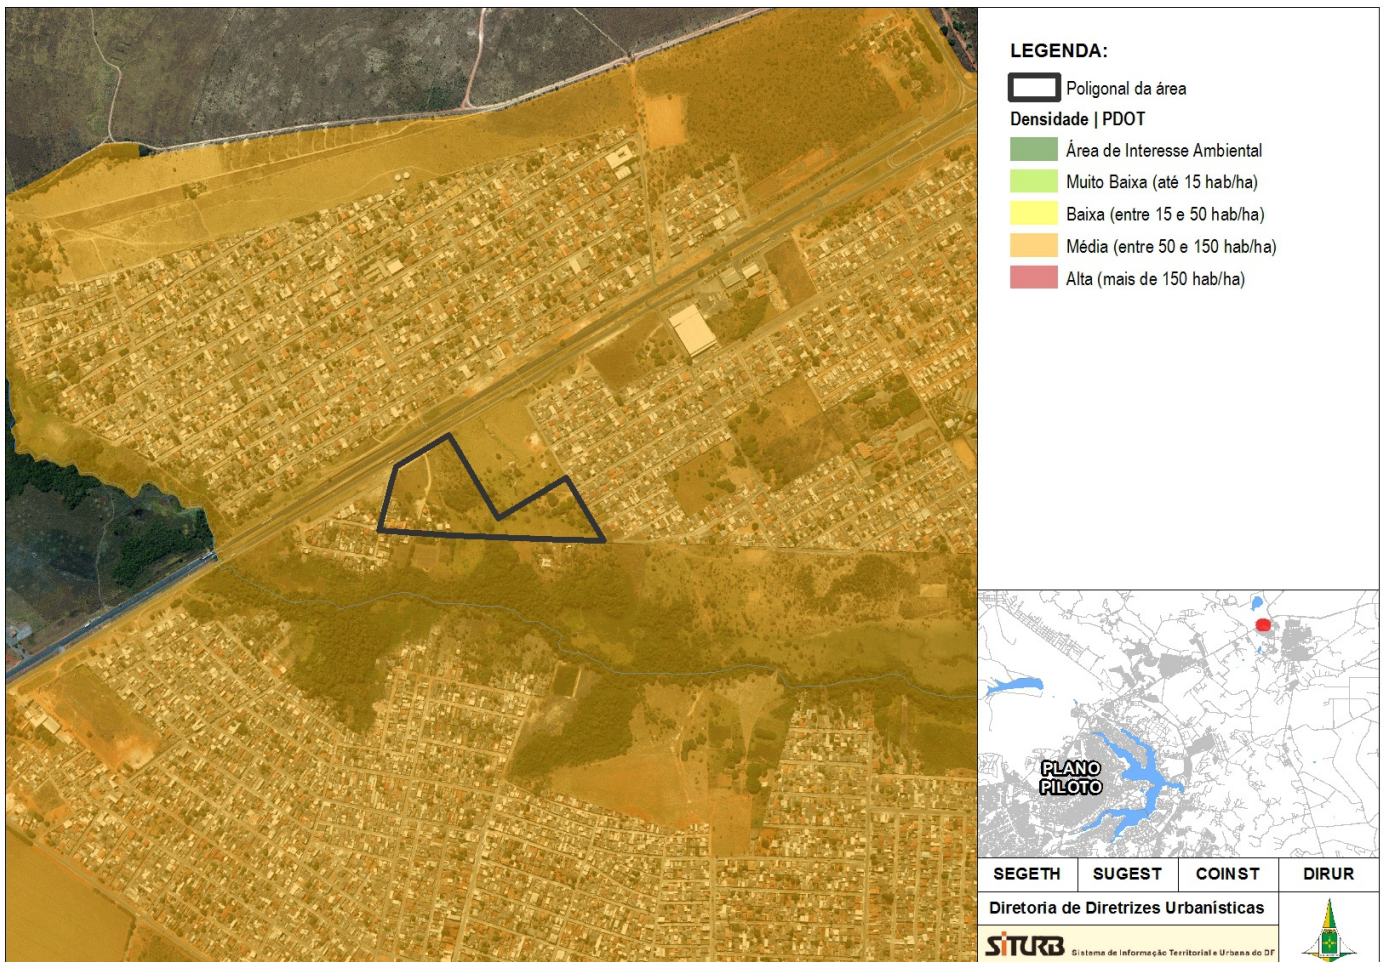 LEGENDA:
Poligonal da área
Densidade | PDOT
Área de Interesse Ambiental
Muito Baixa (até 15 hab/ha)
Baixa (entre 15 e 50 hab/ha)
Média (entre 50 e 150 hab/ha)
Alta (mais de 150 hab/ha)
PLANO
PILOTO
SEGETH SUGEST COINST DIRUR
Diretoria de Diretrizes Urbanísticas
SITURB Sistema de Informação Territorial e Urbana do DF